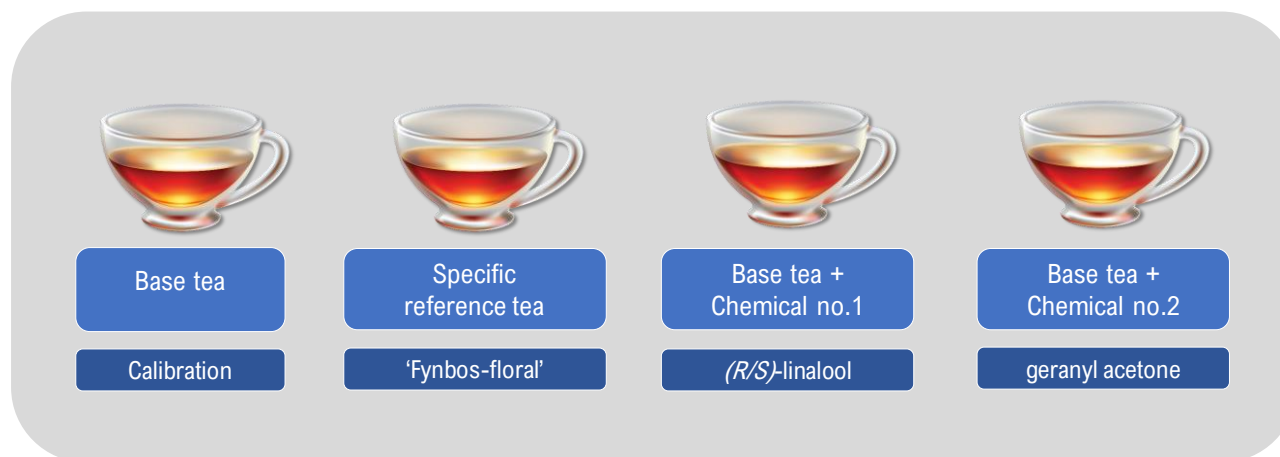 Base tea
Calibration
Specific
reference tea
'Fynbos-floral'
Base tea +
Chemical no.1
(R/S)-linalool
Base tea +
Chemical no.2
geranyl acetone